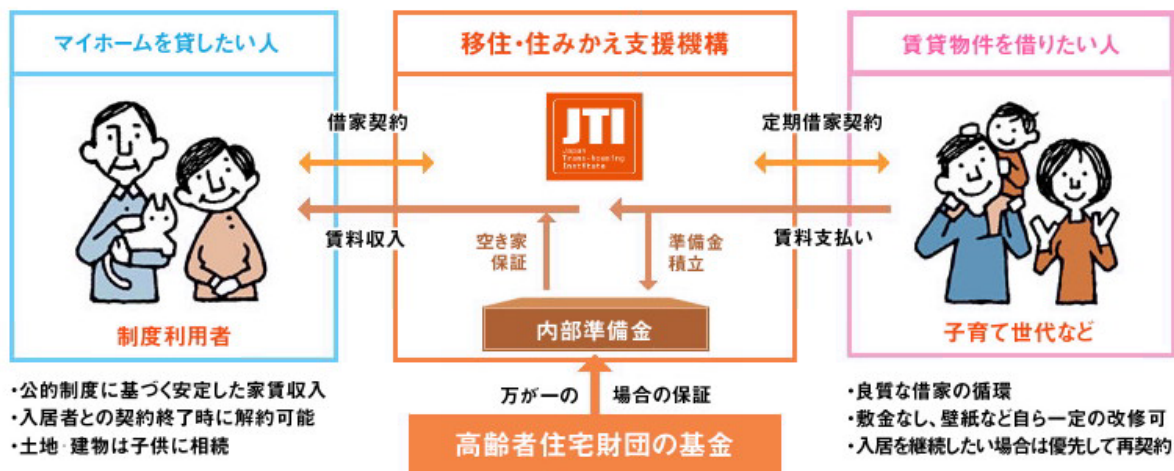 マイホームを貸したい人
移住・住みかえ支援機構
賃貸物件を借りたい人
借家契約
JTI
Japan
Trans-housing
Institute
定期借家契約
賃料収入
空き家
保証
準備金
積立
賃料支払い
内部準備金
制度利用者
子育て世代など
・公的制度に基づく安定した家賃収入
・入居者との契約終了時に解約可能
・土地・建物は子供に相続
万が一の 場合の保証
高齢者住宅財団の基金
・良質な借家の循環
・敷金なし、壁紙など自ら一定の改修可
・入居を継続したい場合は優先して再契約